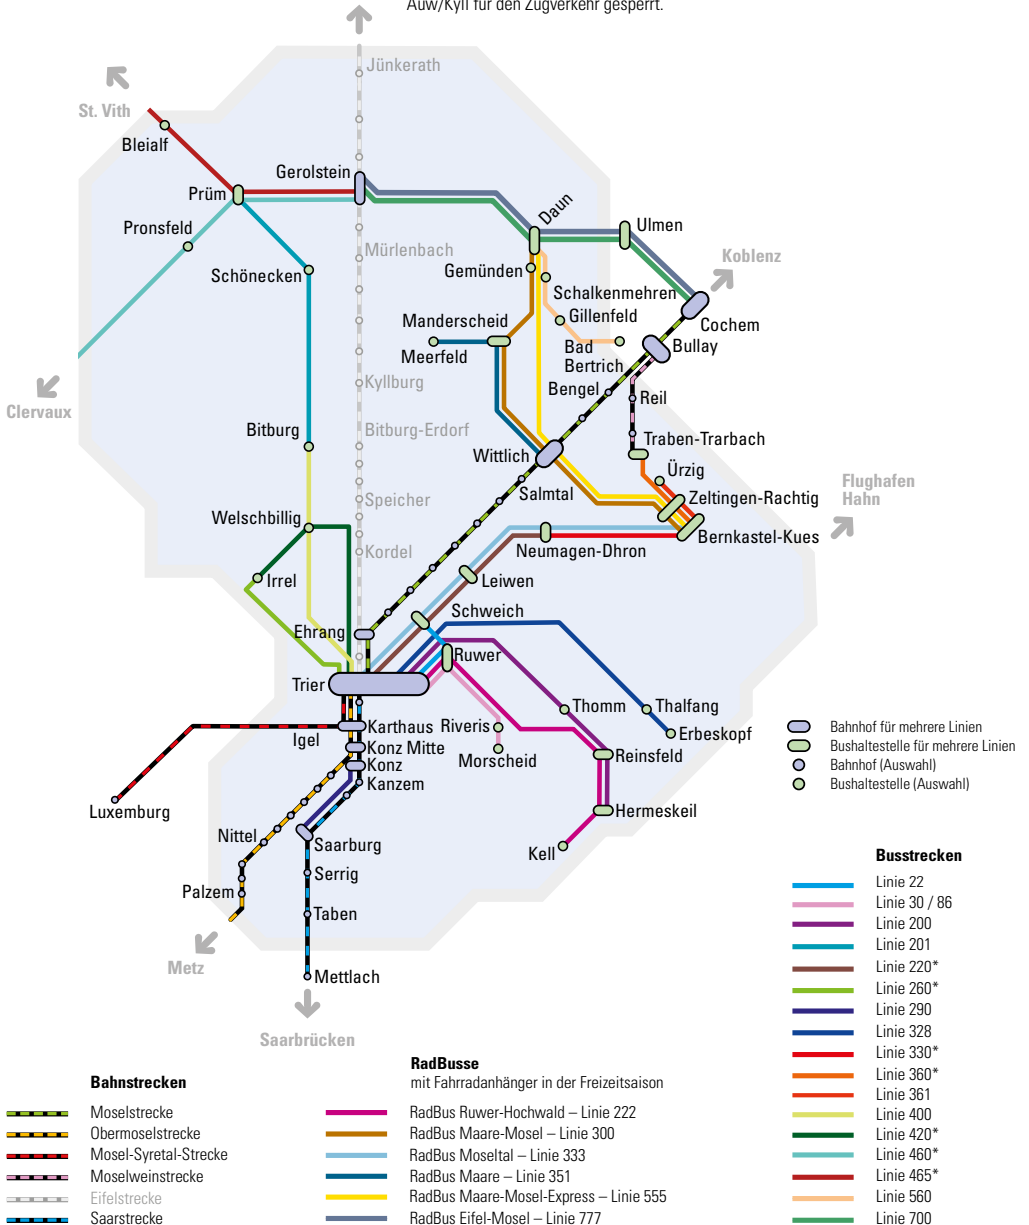 Auw/Kyll für den Zugverkehr gesperrt.
Jünkerath
St. Vith
Bleialf
Gerolstein
Prüm
Daun
Ulmen
Pronsfeld
Mürlenbach
Koblenz
Schönecken
Gemünden
Schalkenmehren
Gillenfeld
Manderscheid
Cochem
Meerfeld
Bad
Bertrich
Bullay
Kyllburg
Bengel
Reil
Clervaux
Bitburg
Bitburg-Erdorf
Traben-Trarbach
Wittlich
Ürzig
Flughafen
Hahn
Salmtal
Speicher
Zeltingen-Rachtig
Welschbillig
Bernkastel-Kues
Kordel
Neumagen-Dhron
Irrel
Leiwen
Schweich
Ehrang
Ruwer
Trier
Thomm
Thalfang
Karthaus
Riveris
Erbeskopf
Igel
Konz Mitte
Morscheid
Reinsfeld
Konz
Kanzem
Luxemburg
Hermeskeil
Nittel
Saarburg
Kell
Serrig
Palzem
Taben
Metz
Mettlach
Saarbrücken
Bahnhof für mehrere Linien
Bushaltestelle für mehrere Linien
Bahnhof (Auswahl)
Bushaltestelle (Auswahl)
Bahnstrecken
Moselstrecke
Obermoselstrecke
Mosel-Syretal-Strecke
Moselweinstrecke
Eifelstrecke
Saarstrecke
RadBusse
mit Fahrradanhänger in der Freizeitsaison
RadBus Ruwer-Hochwald – Linie 222
RadBus Maare-Mosel – Linie 300
RadBus Moseltal – Linie 333
RadBus Maare – Linie 351
RadBus Maare-Mosel-Express – Linie 555
RadBus Eifel-Mosel – Linie 777
Busstrecken
Linie 22
Linie 30 / 86
Linie 200
Linie 201
Linie 220*
Linie 260*
Linie 290
Linie 328
Linie 330*
Linie 360*
Linie 361
Linie 400
Linie 420*
Linie 460*
Linie 465*
Linie 560
Linie 700